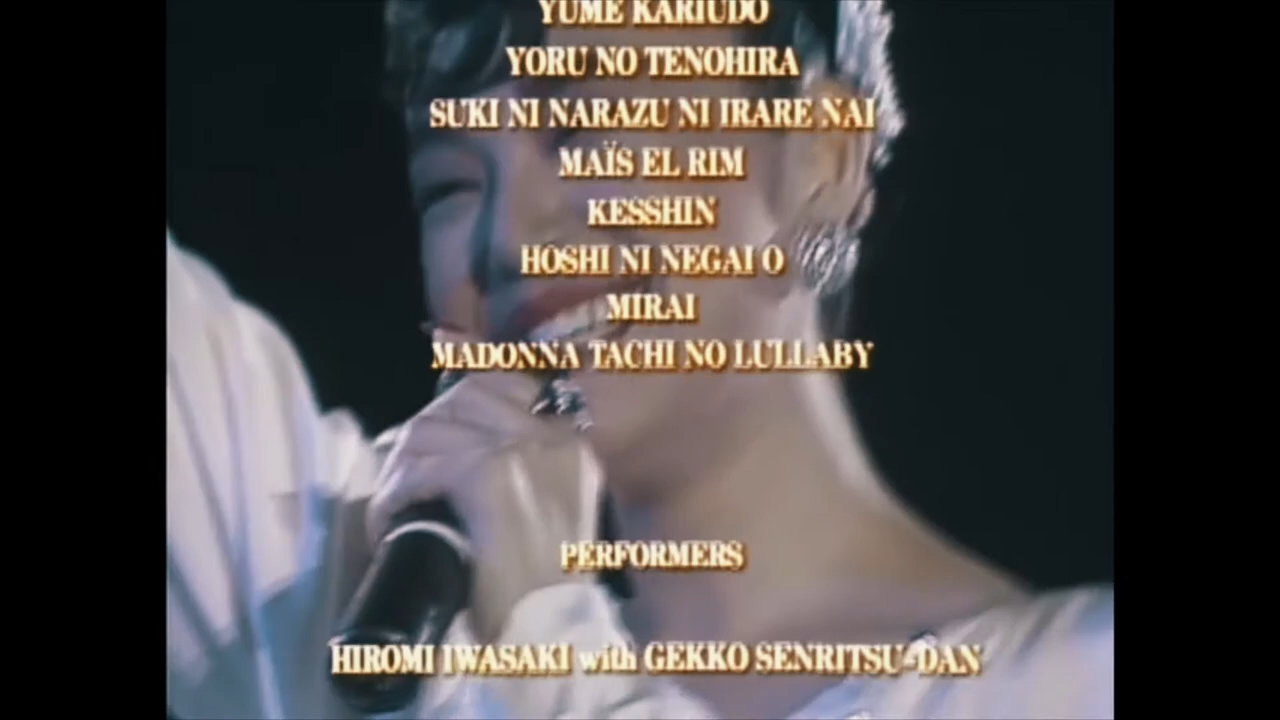 YUME KARIUDO
YORU NO TENOHIRA
SUKI NI NARAZU NI IRARE NAI
MAÏS EL RIM
KESSHIN
HOSHI NI NEGAI O
MIRAI
MADONNA TACHI NO LULLABY
PERFORMERS
HIROMI IWASAKI with GEKKO SENRITSU-DAN